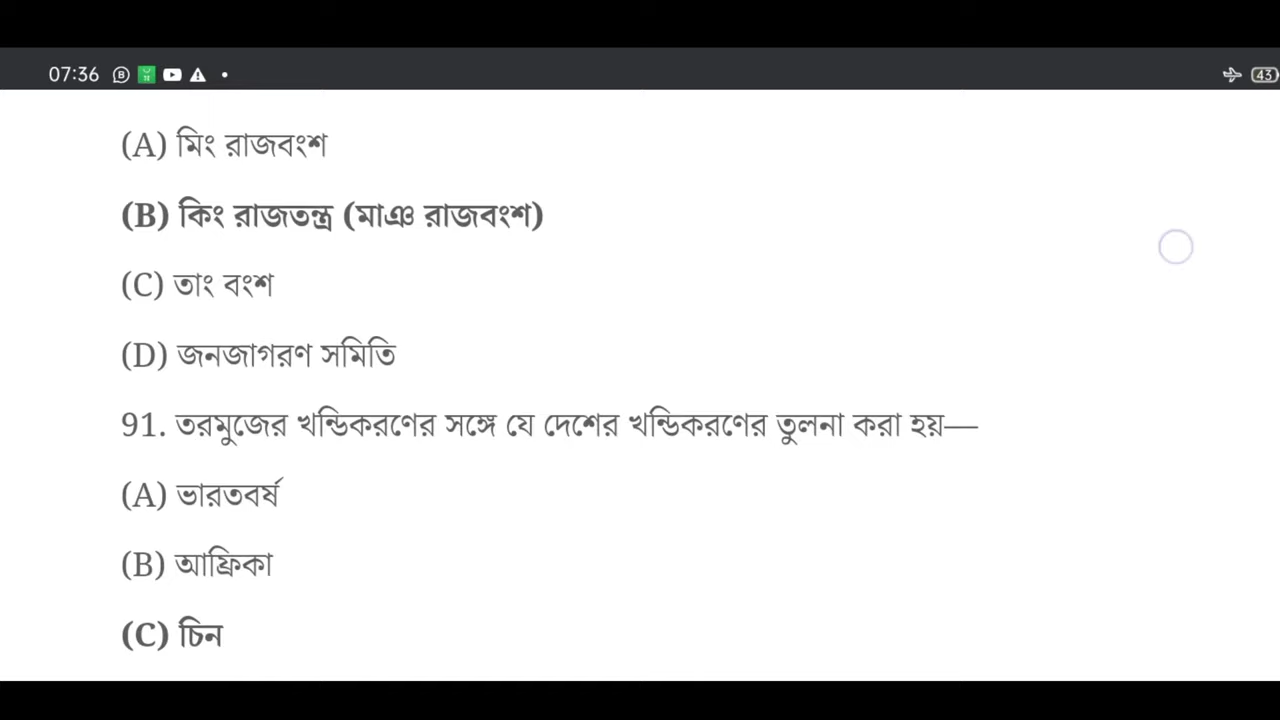 07:36
43
(A) মিং রাজবংশ
(B) কিং রাজতন্ত্র (মাঞ রাজবংশ)
(C) তাং বংশ
(D) জনজাগরণ সমিতি
91. তরমুজের খন্ডিকরণের সঙ্গে যে দেশের খন্ডিকরণের তুলনা করা হয়—
(A) ভারতবর্ষ
(B) আফ্রিকা
(C) চিন